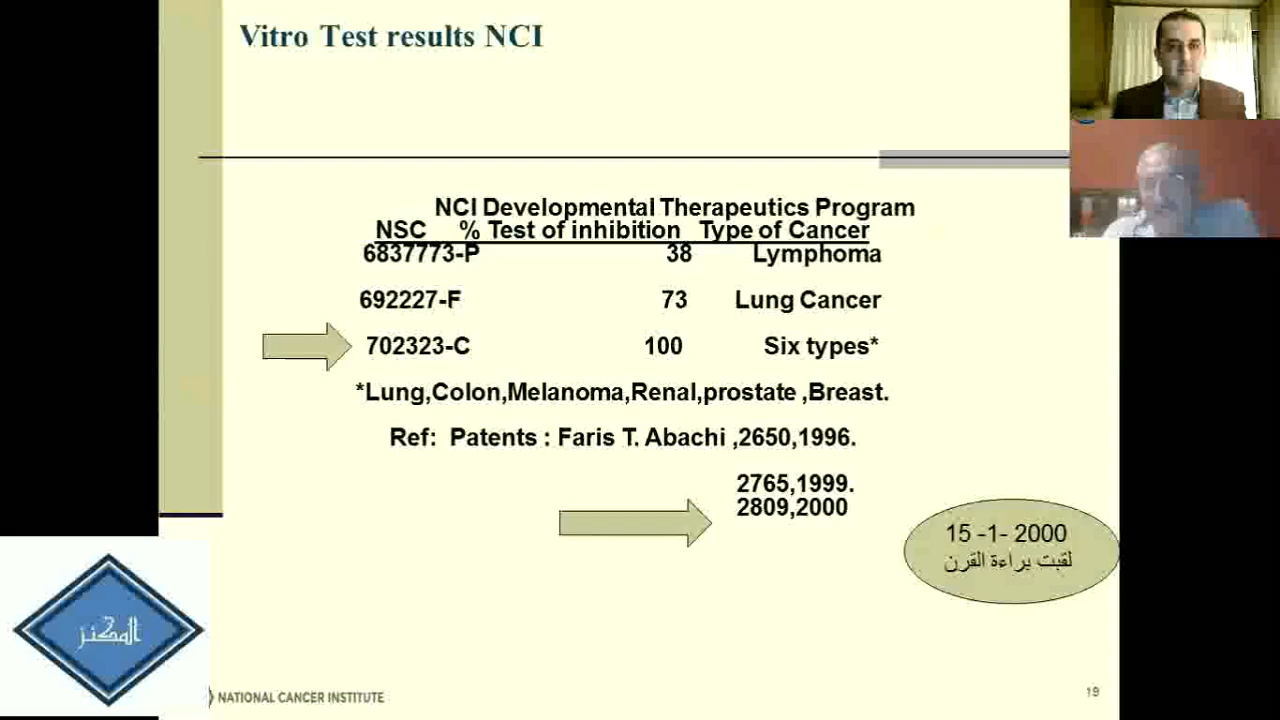 Vitro Test results NCI
NCI Developmental Therapeutics Program
NSC % Test of inhibition Type of Cancer
6837773-P 38 Lymphoma
692227-F 73 Lung Cancer
702323-C 100 Six types*
*Lung,Colon,Melanoma,Renal,prostate ,Breast.
Ref: Patents : Faris T. Abachi ,2650,1996.
2765,1999.
2809,2000
15 -1- 2000
لقبت براءة القرن
المكنز
NATIONAL CANCER INSTITUTE
19